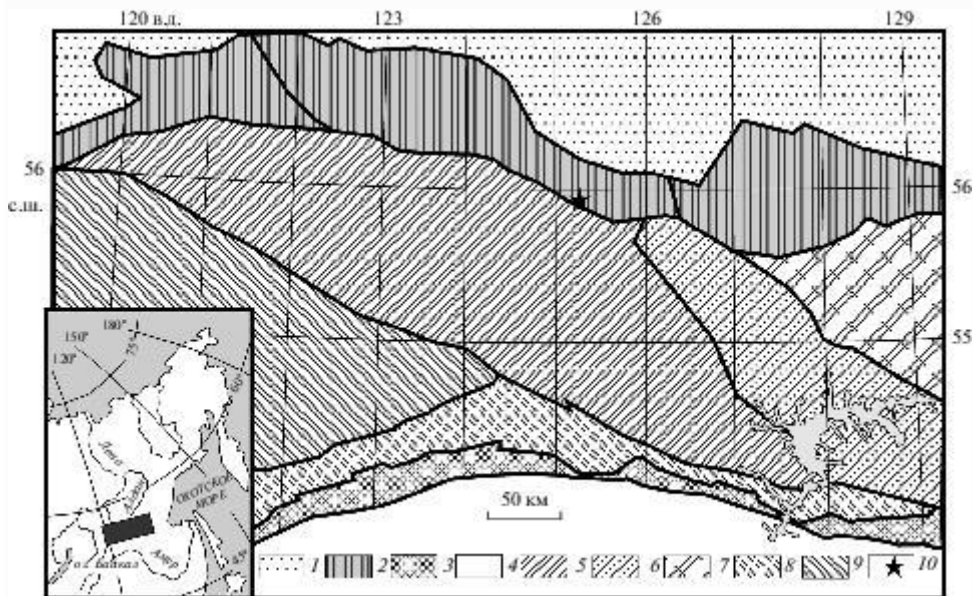 120 в.д. 123 126 129
56
с.ш.
56
55
180°
150°
120°
75°
60°
Лена
Алдан
ОХОТСКОЕ
МОРЕ
Амур
оз. Байкал
45°
50 км
1 2 3 4 5 6 7 8 9 10